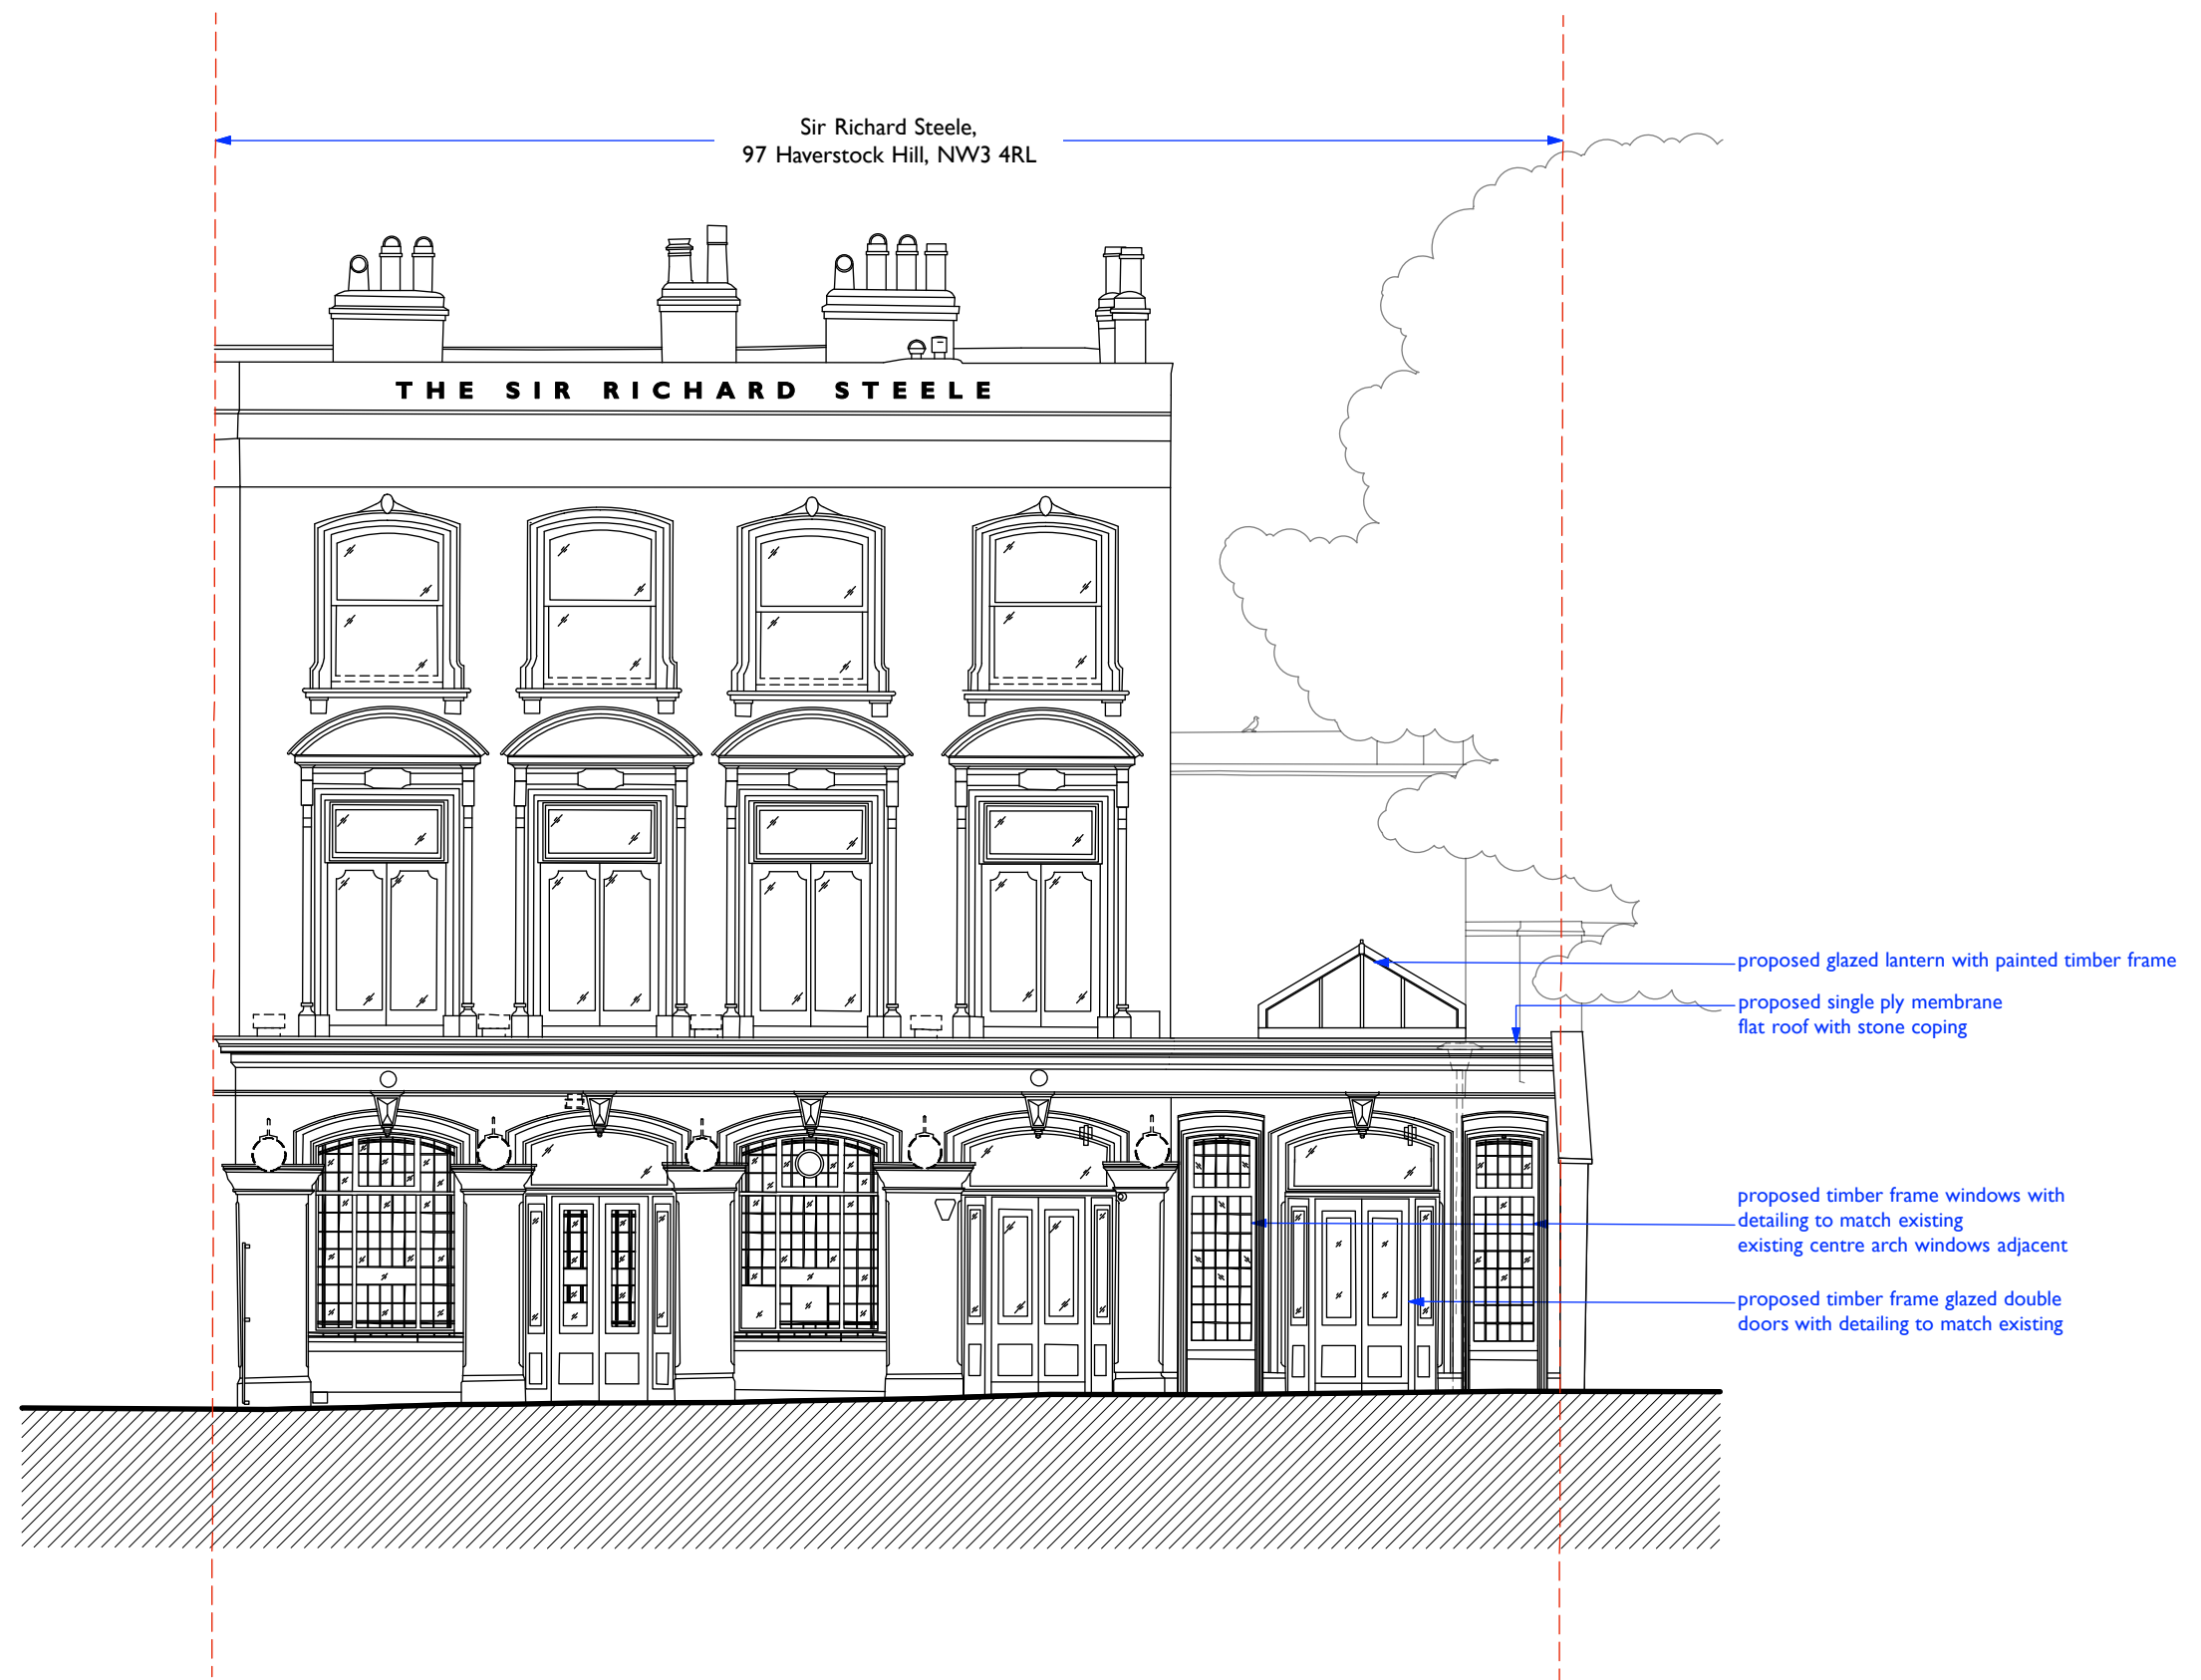 Sir Richard Steele,
97 Haverstock Hill, NW3 4RL
THE SIR RICHARD STEELE
proposed glazed lantern with painted timber frame
proposed single ply membrane
flat roof with stone coping
proposed timber frame windows with
detailing to match existing
existing centre arch windows adjacent
proposed timber frame glazed double
doors with detailing to match existing